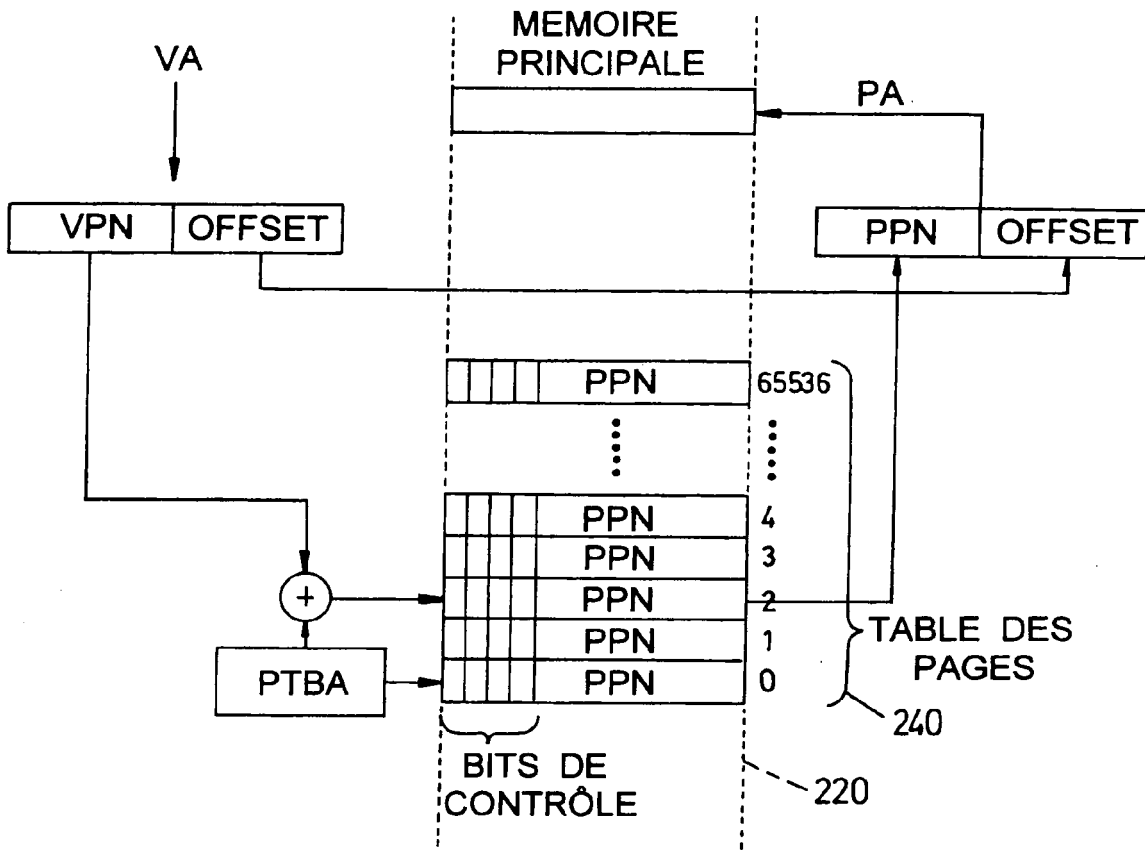 MEMOIRE
PRINCIPALE
VA
PA
VPN OFFSET
PPN OFFSET
PPN 65536
PPN 4
PPN 3
PPN 2
PPN 1
PPN 0
PTBA
TABLE DES
PAGES
240
BITS DE
CONTRÔLE
220